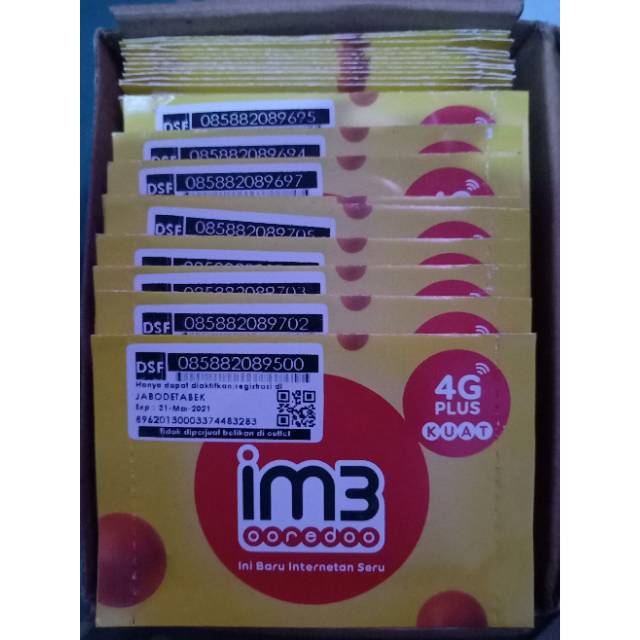 DSF 085882089695
DSF 085882089694
DSF 085882089697
DSF 085882089705
085882089703
DSF 085882089702
DSF 085882089500
Hanya dapat diaktifkan/registrasi di
JABODETABEK
Exp : 31-Mar-2021
89620130003374483283
Tidak diperjual belikan di outlet
4G
PLUS
KUAT
im3
ooredoo
Ini Baru Internetan Seru